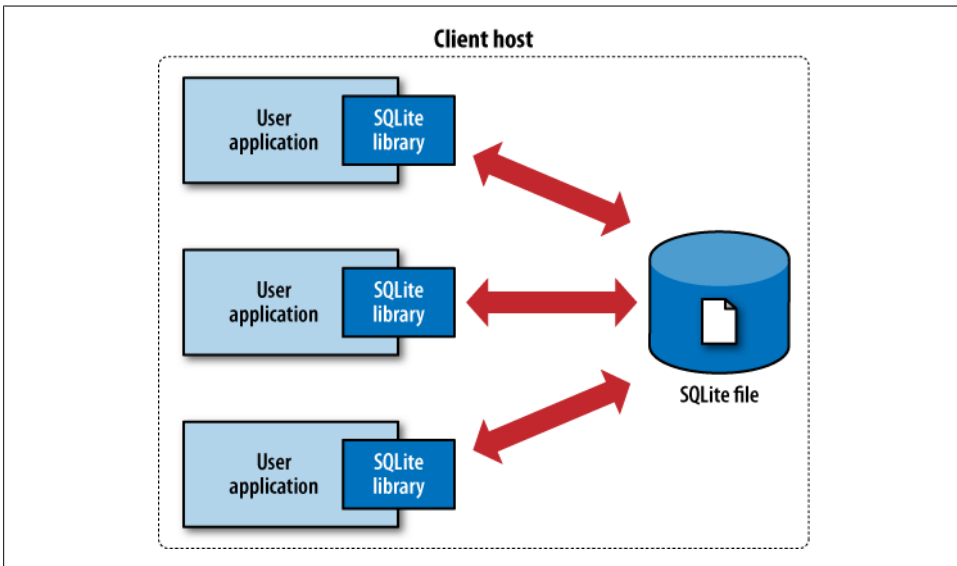 Client host
User
application
SQLite
library
User
application
SQLite
library
SQLite file
User
application
SQLite
library